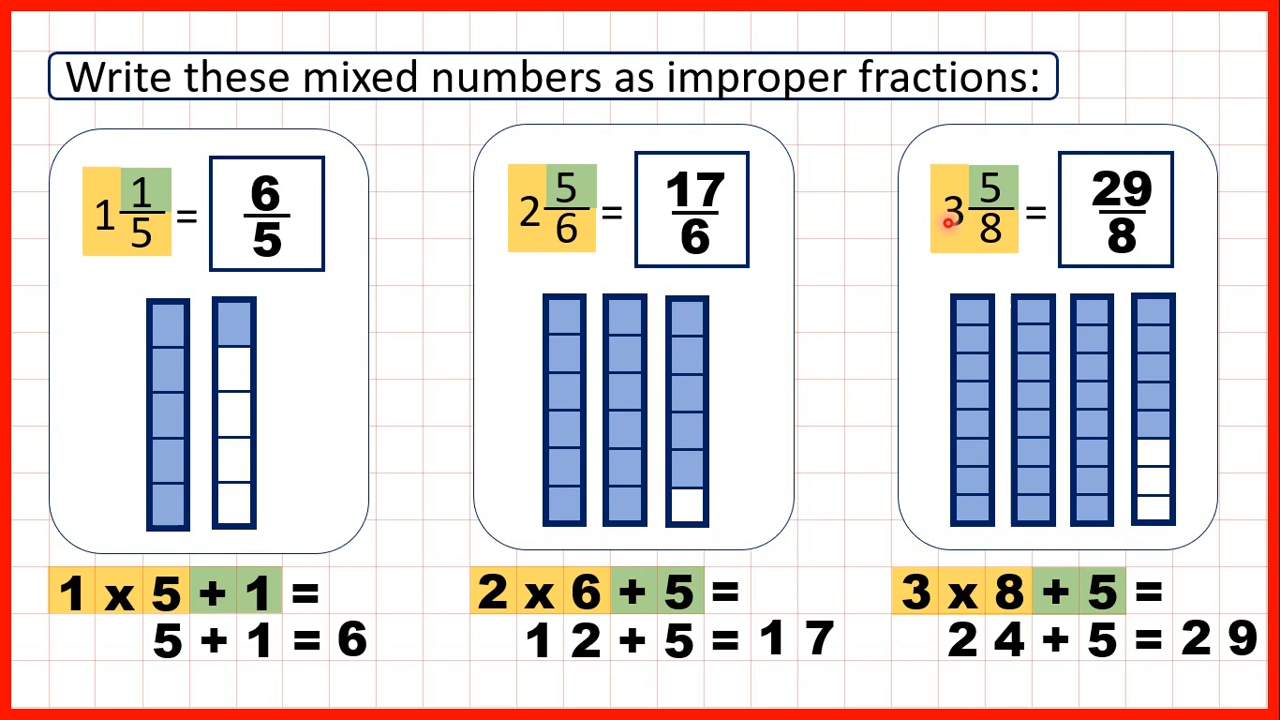 Write these mixed numbers as improper fractions:
1 1/5 = 6/5
2 5/6 = 17/6
3 5/8 = 29/8
1 x 5 + 1 =
5 + 1 = 6
2 x 6 + 5 =
12 + 5 = 17
3 x 8 + 5 =
24 + 5 = 29